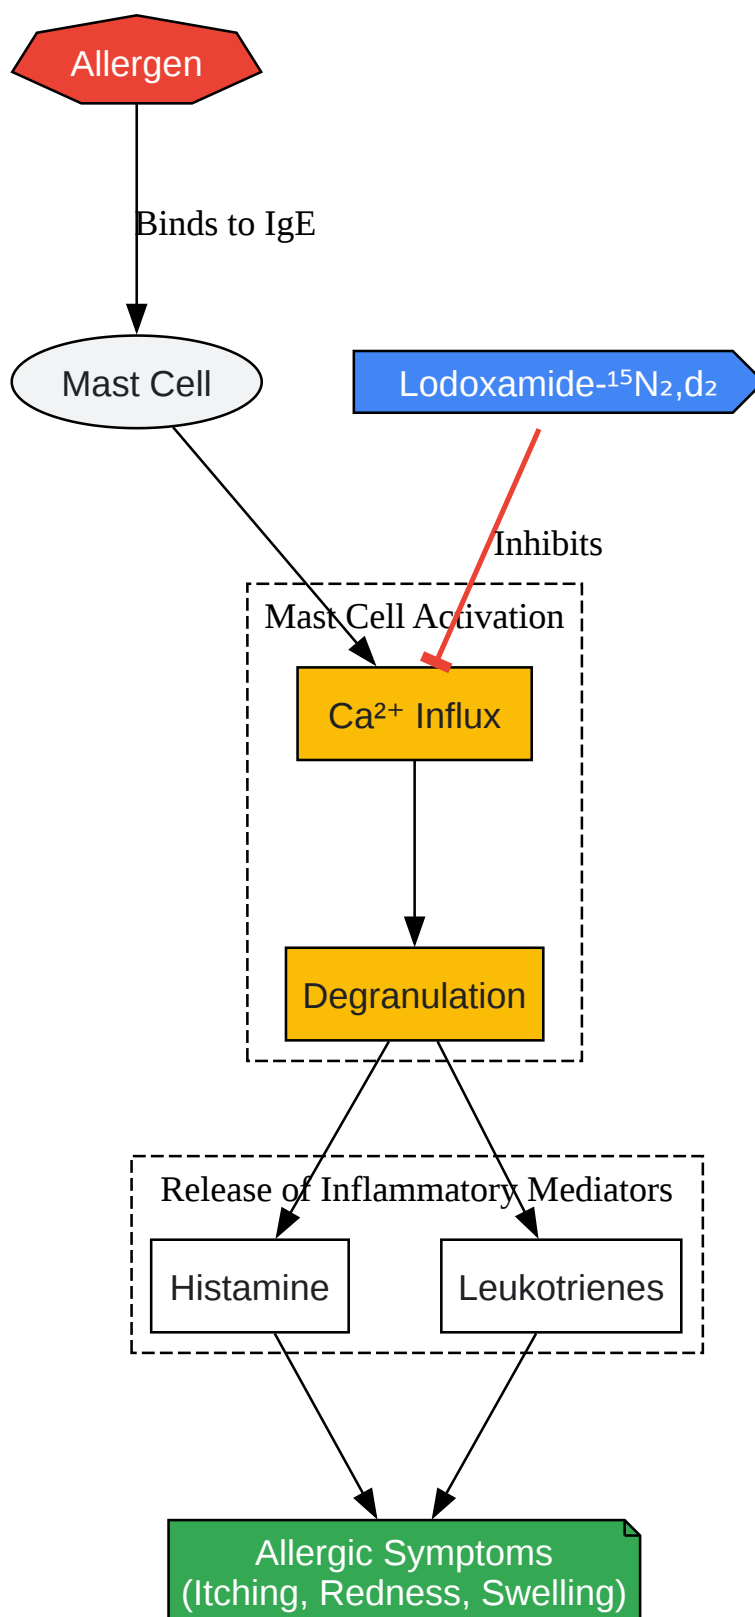 Allergen
Binds to IgE
Mast Cell
Lodoxamide-¹⁵N₂,d₂
Inhibits
Mast Cell Activation
Ca²⁺ Influx
Degranulation
Release of Inflammatory Mediators
Histamine
Leukotrienes
Allergic Symptoms
(Itching, Redness, Swelling)